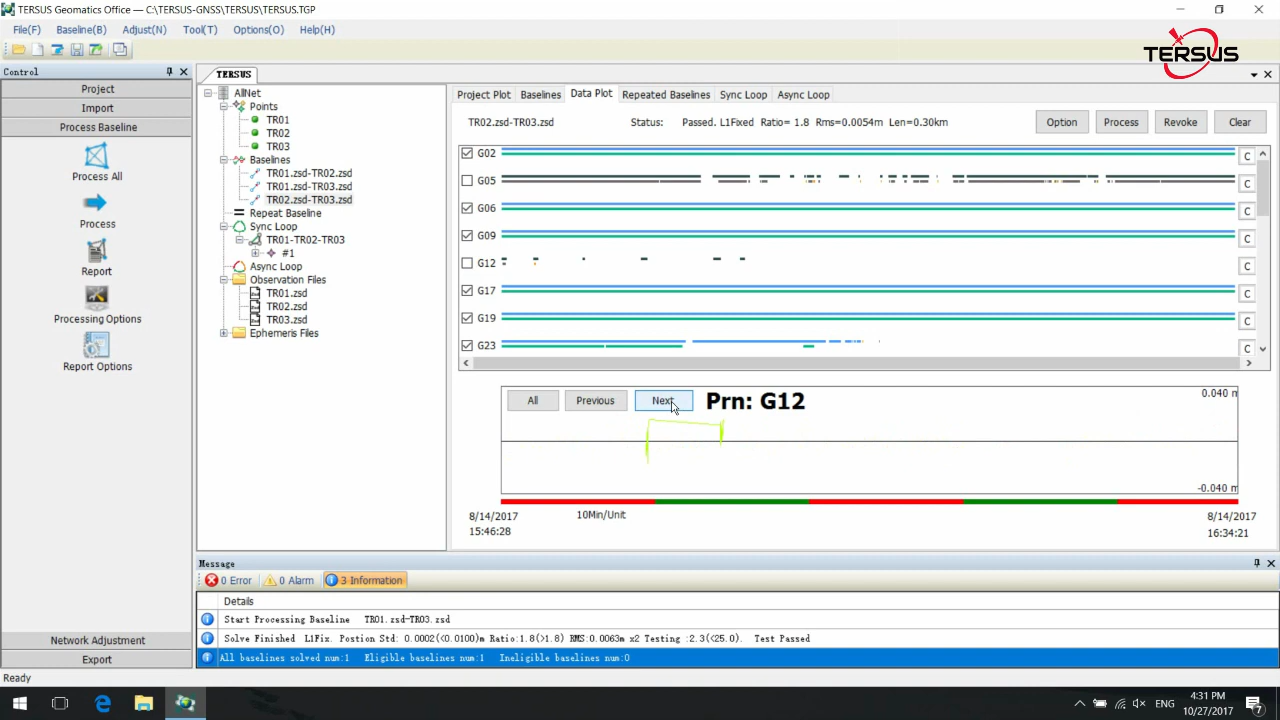 TERSUS Geomatics Office — C:\TERSUS-GNSS\TERSUS\TERSUS.TGP
File(F) Baseline(B) Adjust(N) Tool(T) Options(O) Help(H)
TERSUS
Control
Project
Import
Process Baseline
Process All
Process
Report
Processing Options
Report Options
Network Adjustment
Export
TERSUS
AllNet
Points
TR01
TR02
TR03
Baselines
TR01.zsd-TR02.zsd
TR01.zsd-TR03.zsd
TR02.zsd-TR03.zsd
Repeat Baseline
Sync Loop
TR01-TR02-TR03
#1
Async Loop
Observation Files
TR01.zsd
TR02.zsd
TR03.zsd
Ephemeris Files
Project Plot Baselines Data Plot Repeated Baselines Sync Loop Async Loop
TR02.zsd-TR03.zsd Status: Passed. L1Fixed Ratio= 1.8 Rms=0.0054m Len=0.30km Option Process Revoke Clear
G02 C
G05 C
G06 C
G09 C
G12 C
G17 C
G19 C
G23 C
All Previous Next Prn: G12 0.040 m
-0.040 m
8/14/2017 10Min/Unit 8/14/2017
15:46:28 16:34:21
Message
0 Error 0 Alarm 3 Information
Details
Start Processing Baseline TR01.zsd-TR03.zsd
Solve Finished L1Fix. Postion Std: 0.0002(<0.0100)m Ratio:1.8(>1.8) RMS:0.0063m x2 Testing :2.3(<25.0). Test Passed
All baselines solved num:1 Eligible baselines num:1 Ineligible baselines num:0
Ready
ENG 4:31 PM
10/27/2017 7